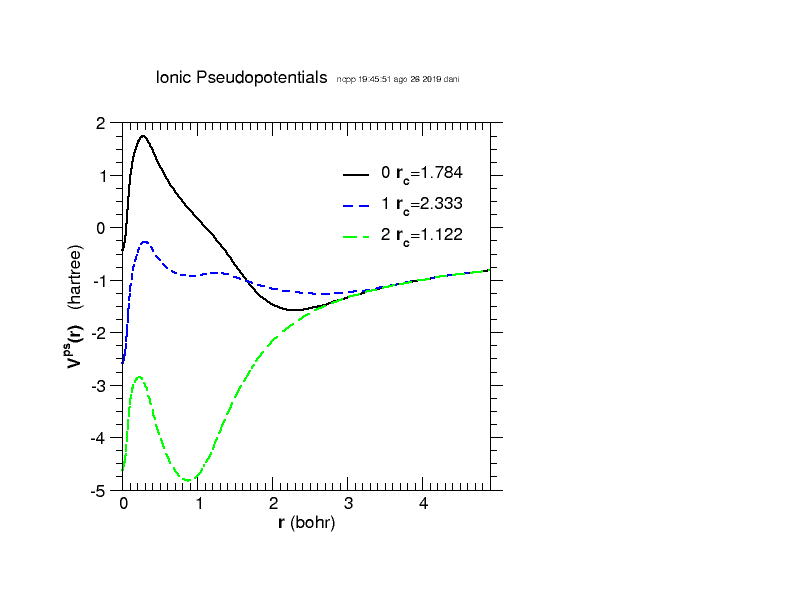 Ionic Pseudopotentials ncpp 19:45:51 ago 26 2019 dani
2
1
0
-1
-2
-3
-4
-5
V^ps(r) (hartree)
0 r_c=1.784
1 r_c=2.333
2 r_c=1.122
0 1 2 3 4
r (bohr)